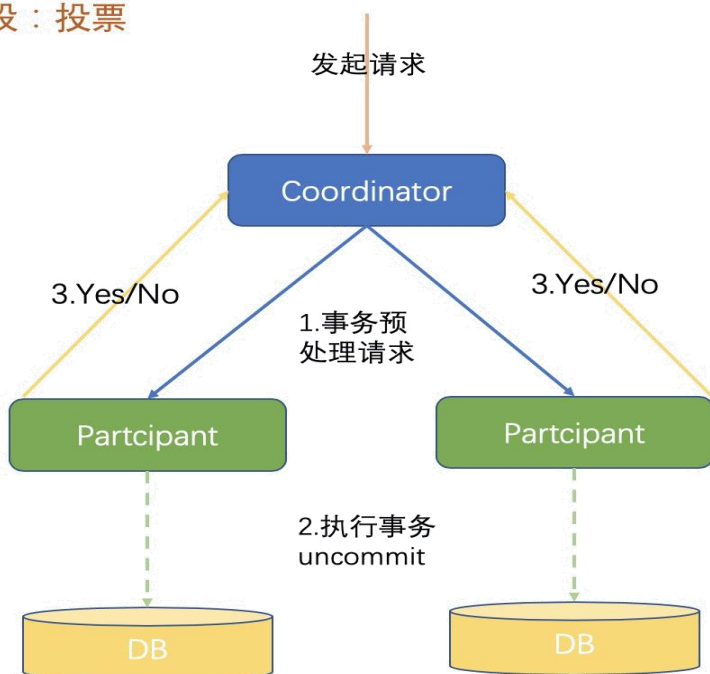 段：投票
发起请求
Coordinator
3.Yes/No
3.Yes/No
1.事务预
处理请求
Partcipant
Partcipant
2.执行事务
uncommit
DB
DB